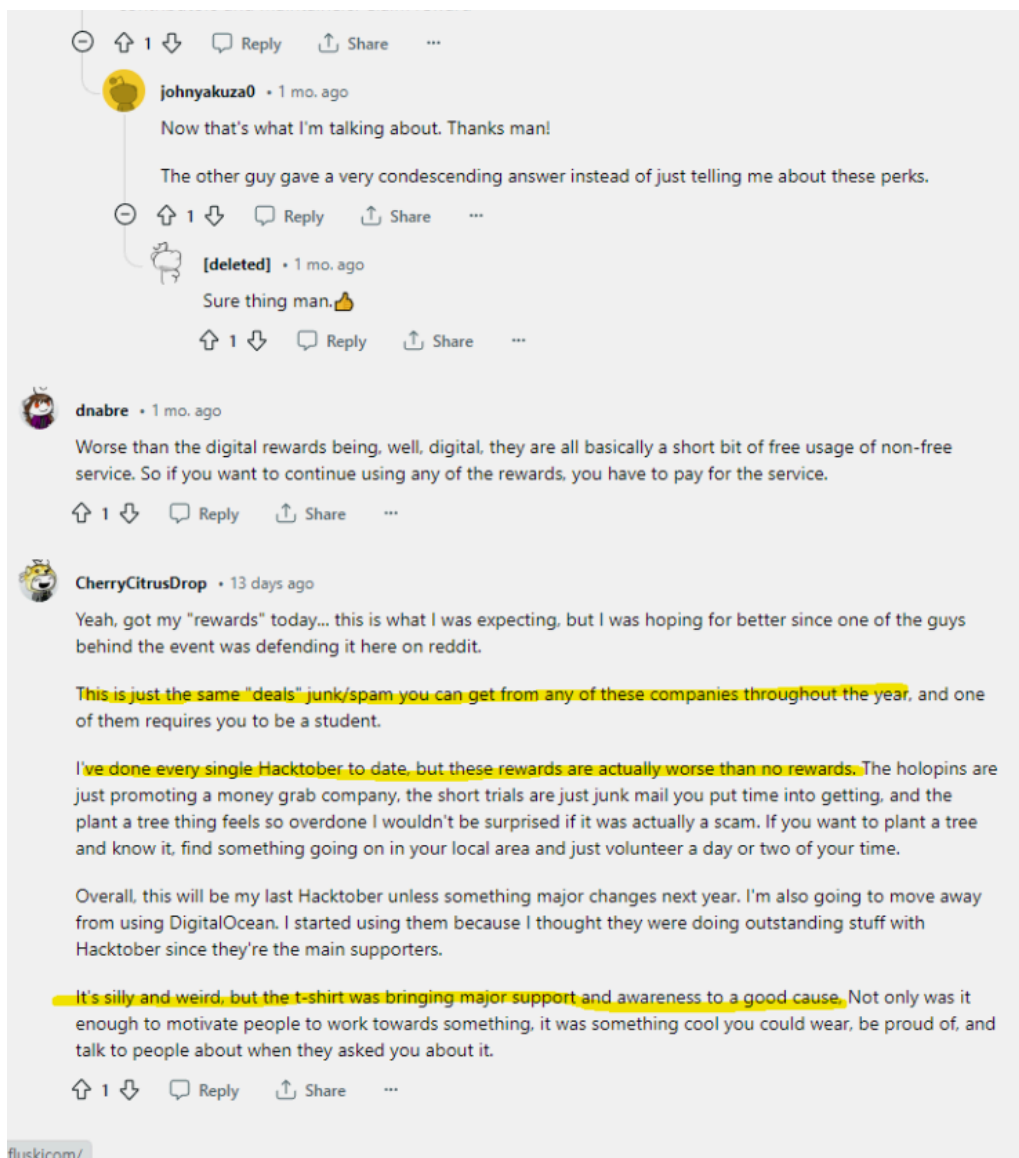 1 Reply Share ...
johnyakuza0 • 1 mo. ago
Now that's what I'm talking about. Thanks man!
The other guy gave a very condescending answer instead of just telling me about these perks.
1 Reply Share ...
[deleted] • 1 mo. ago
Sure thing man.👍
1 Reply Share ...
dnabre • 1 mo. ago
Worse than the digital rewards being, well, digital, they are all basically a short bit of free usage of non-free
service. So if you want to continue using any of the rewards, you have to pay for the service.
1 Reply Share ...
CherryCitrusDrop • 13 days ago
Yeah, got my "rewards" today... this is what I was expecting, but I was hoping for better since one of the guys
behind the event was defending it here on reddit.
This is just the same "deals" junk/spam you can get from any of these companies throughout the year, and one
of them requires you to be a student.
I've done every single Hacktober to date, but these rewards are actually worse than no rewards. The holopins are
just promoting a money grab company, the short trials are just junk mail you put time into getting, and the
plant a tree thing feels so overdone I wouldn't be surprised if it was actually a scam. If you want to plant a tree
and know it, find something going on in your local area and just volunteer a day or two of your time.
Overall, this will be my last Hacktober unless something major changes next year. I'm also going to move away
from using DigitalOcean. I started using them because I thought they were doing outstanding stuff with
Hacktober since they're the main supporters.
It's silly and weird, but the t-shirt was bringing major support and awareness to a good cause. Not only was it
enough to motivate people to work towards something, it was something cool you could wear, be proud of, and
talk to people about when they asked you about it.
1 Reply Share ...
fluskicom/